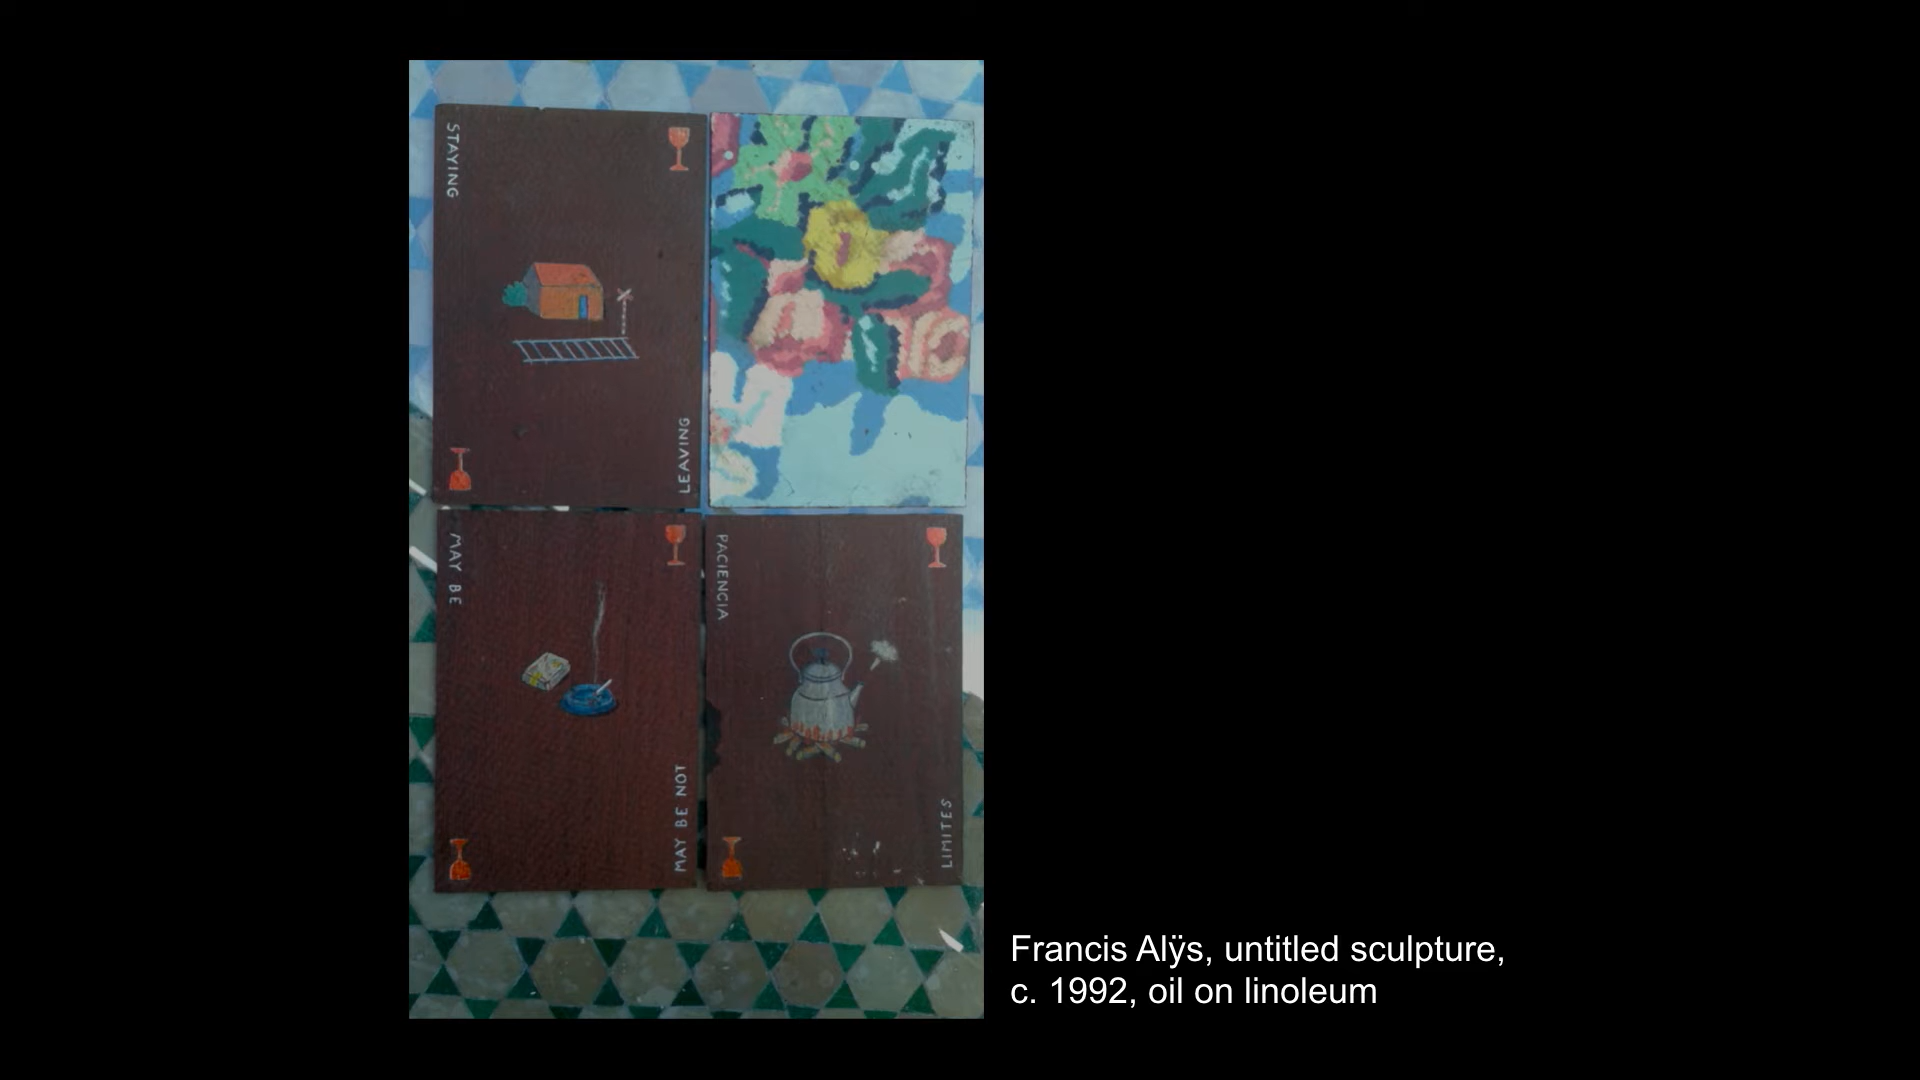 STAYING
LEAVING
MAY BE
MAY BE NOT
PACIENCIA
LIMITES
Francis Alÿs, untitled sculpture,
c. 1992, oil on linoleum